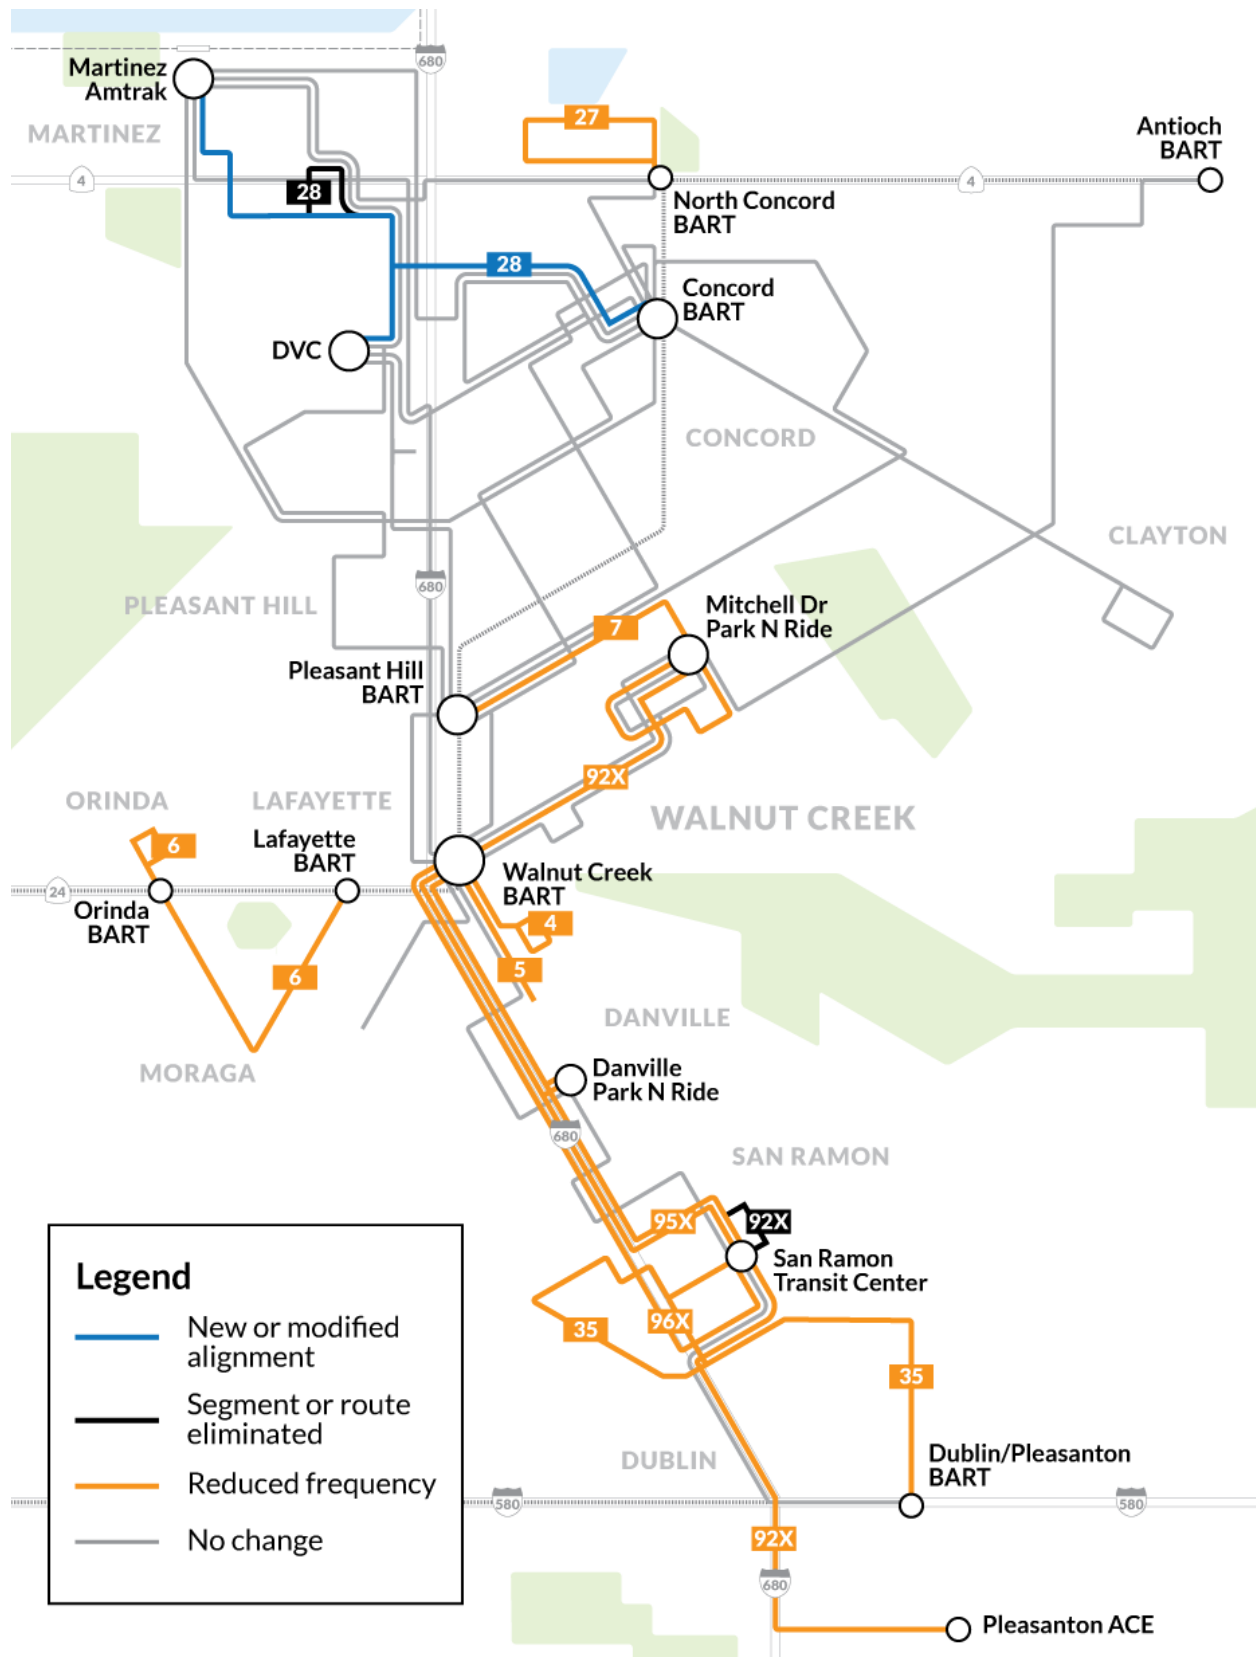 680
Martinez
Amtrak
MARTINEZ
27
Antioch
BART
4
4
28
North Concord
BART
28
Concord
BART
DVC
CONCORD
CLAYTON
680
PLEASANT HILL
Mitchell Dr
Park N Ride
7
Pleasant Hill
BART
92X
ORINDA
LAFAYETTE
WALNUT CREEK
6
Lafayette
BART
Walnut Creek
BART
24
Orinda
BART
4
6
5
DANVILLE
MORAGA
Danville
Park N Ride
680
SAN RAMON
95X
92X
San Ramon
Transit Center
Legend
New or modified
alignment
Segment or route
eliminated
Reduced frequency
No change
35
96X
35
DUBLIN
Dublin/Pleasanton
BART
580
580
92X
680
Pleasanton ACE